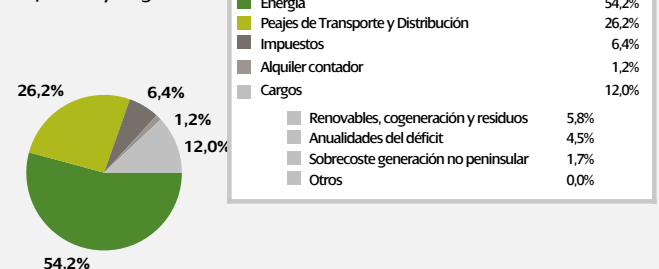 Energía 54,2%
Peajes de Transporte y Distribución 26,2%
Impuestos 6,4%
Alquiler contador 1,2%
Cargos 12,0%
Renovables, cogeneración y residuos 5,8%
Anualidades del déficit 4,5%
Sobrecoste generación no peninsular 1,7%
Otros 0,0%
26,2%
6,4%
1,2%
12,0%
54,2%